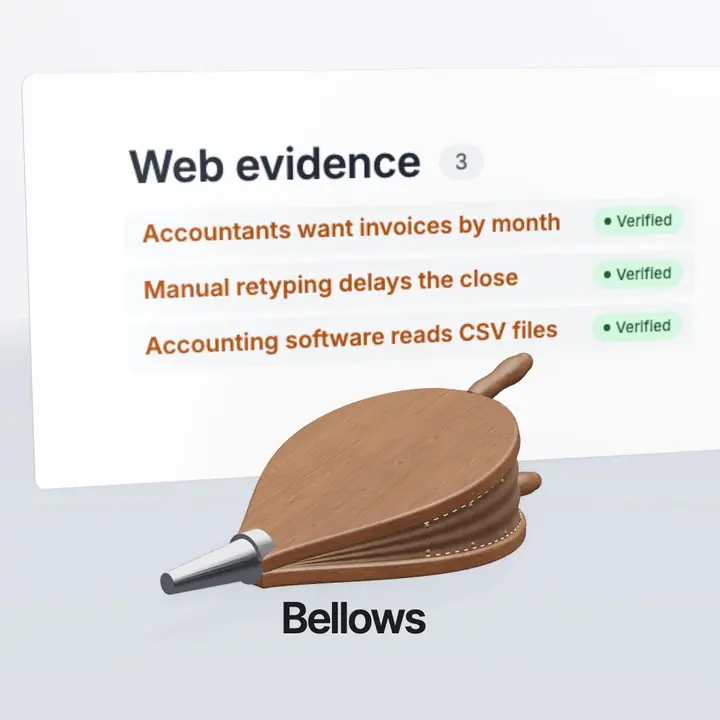 Web evidence 3
Accountants want invoices by month Verified
Manual retyping delays the close Verified
Accounting software reads CSV files Verified
Bellows